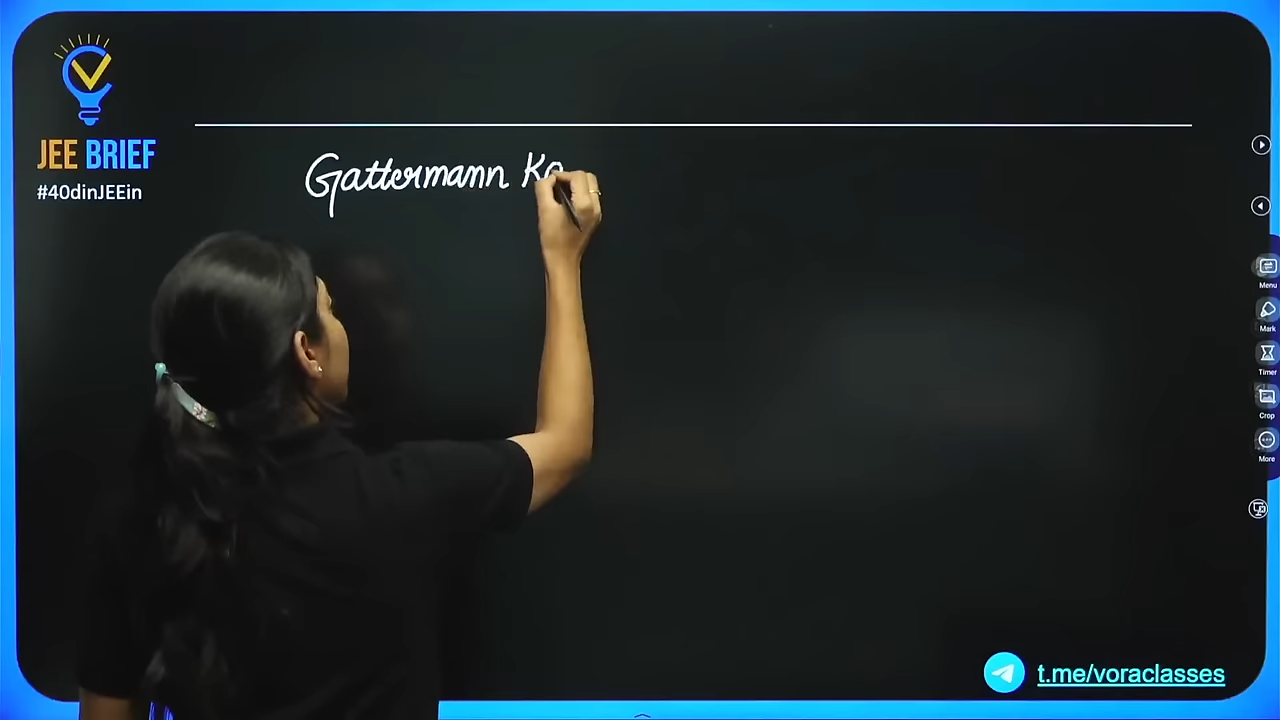 JEE BRIEF
#40dinJEEin
Gattermann Ko
Menu
Mark
Timer
Crop
More
t.me/voraclasses